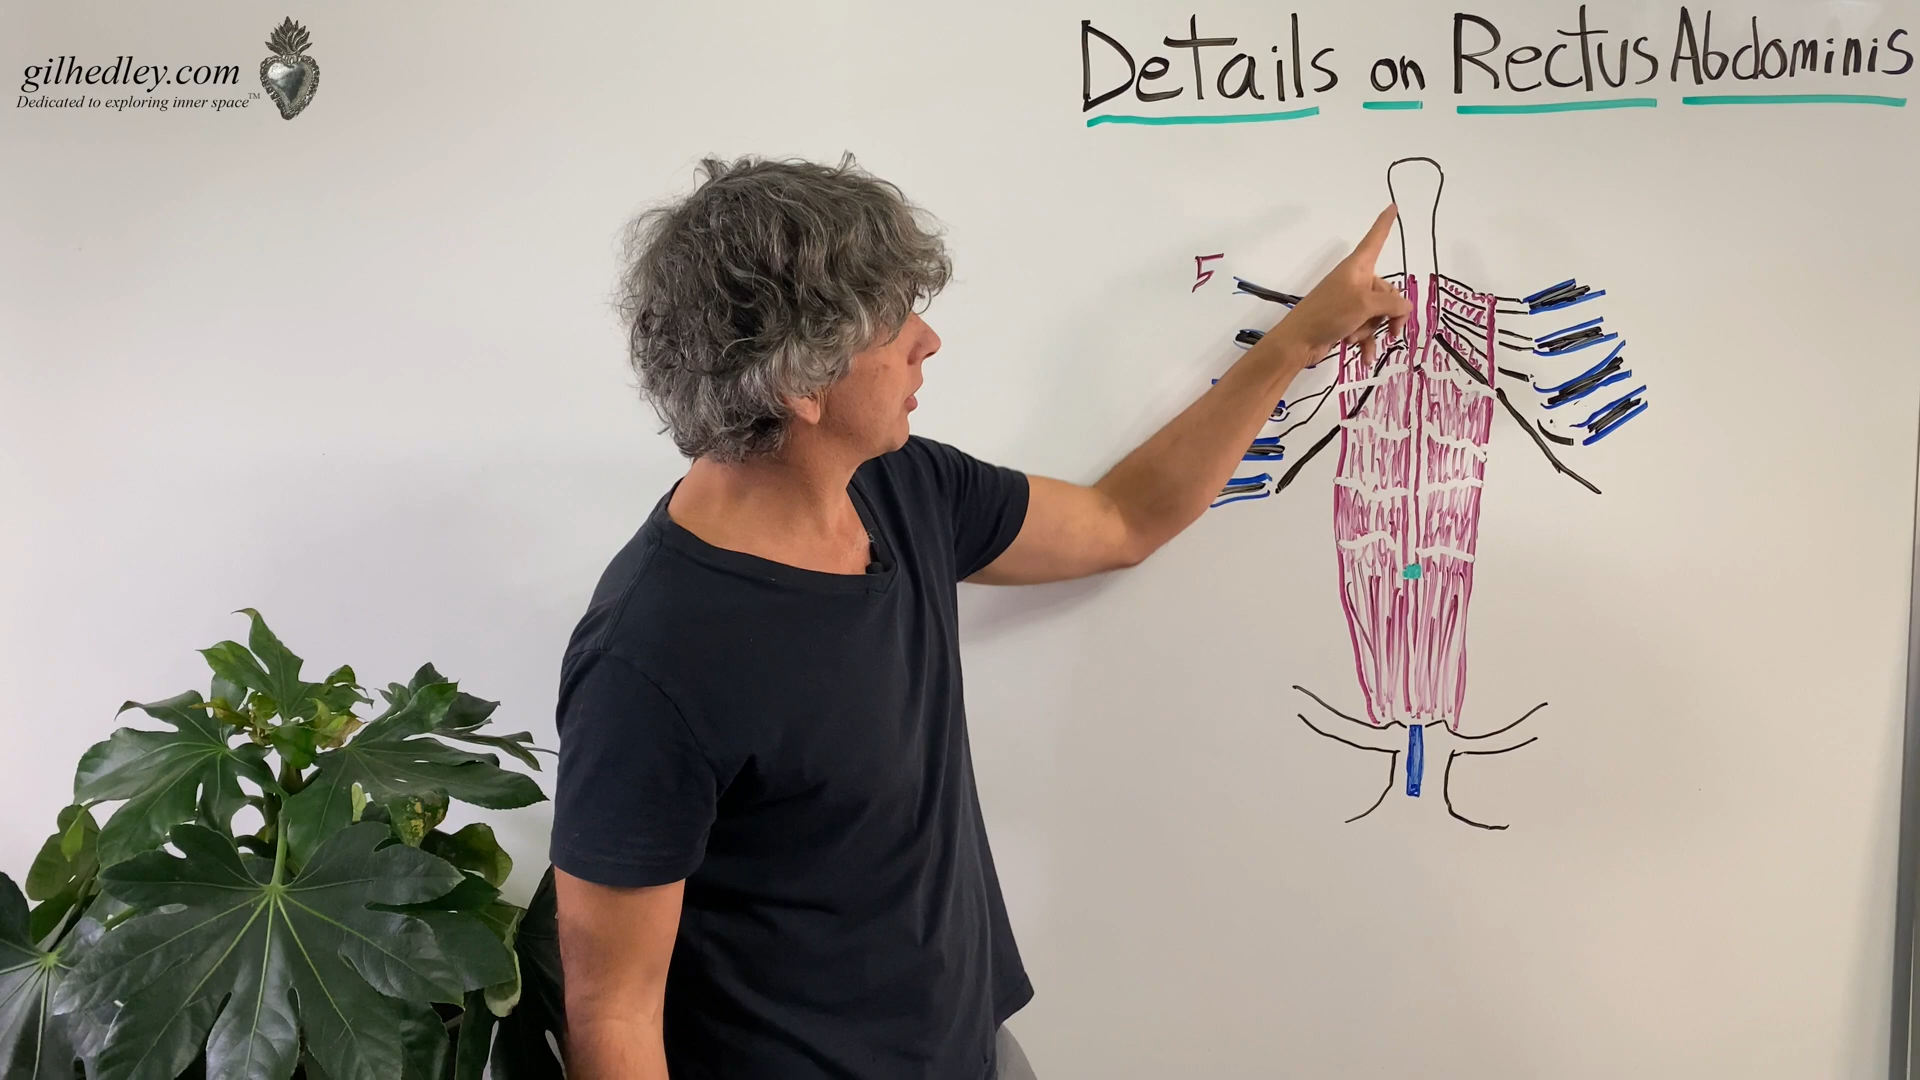 gilhedley.com
Dedicated to exploring inner space™
Details on Rectus Abdominis
5